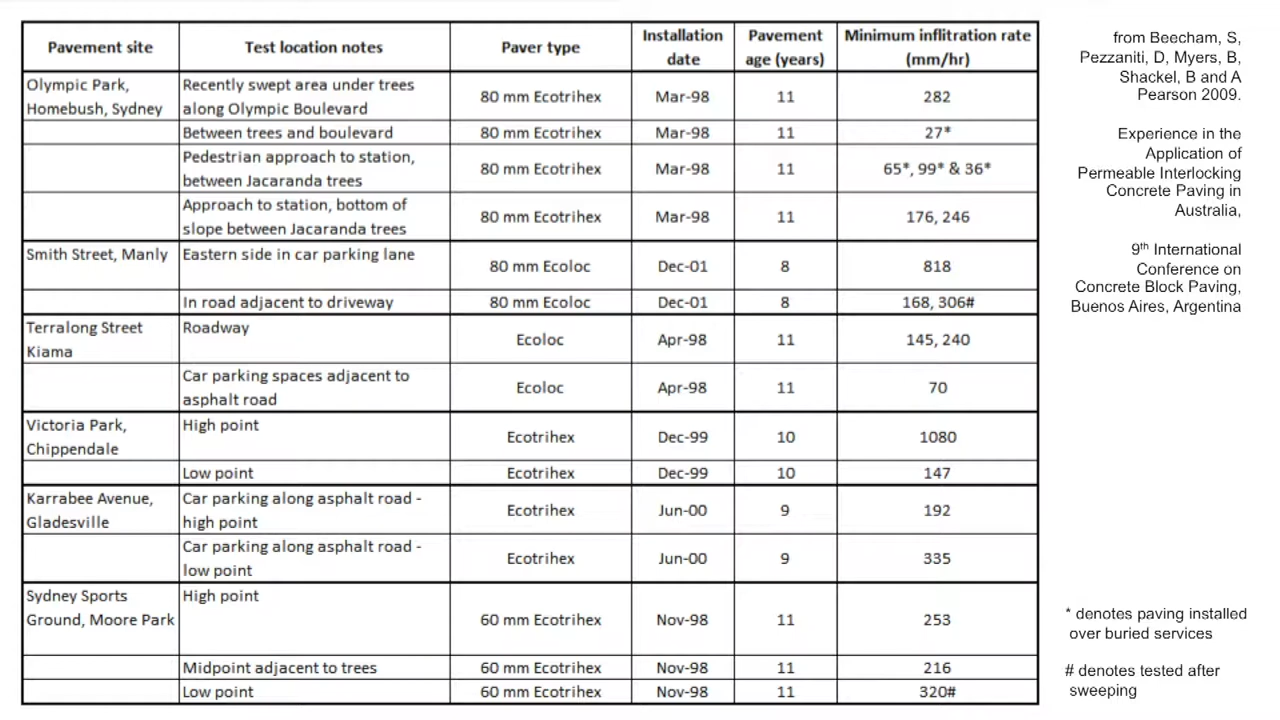 Pavement site Test location notes Paver type Installation date Pavement age (years) Minimum inflitration rate (mm/hr)
Olympic Park, Homebush, Sydney Recently swept area under trees along Olympic Boulevard 80 mm Ecotrihex Mar-98 11 282
Between trees and boulevard 80 mm Ecotrihex Mar-98 11 27*
Pedestrian approach to station, between Jacaranda trees 80 mm Ecotrihex Mar-98 11 65*, 99* & 36*
Approach to station, bottom of slope between Jacaranda trees 80 mm Ecotrihex Mar-98 11 176, 246
Smith Street, Manly Eastern side in car parking lane 80 mm Ecoloc Dec-01 8 818
In road adjacent to driveway 80 mm Ecoloc Dec-01 8 168, 306#
Terralong Street Kiama Roadway Ecoloc Apr-98 11 145, 240
Car parking spaces adjacent to asphalt road Ecoloc Apr-98 11 70
Victoria Park, Chippendale High point Ecotrihex Dec-99 10 1080
Low point Ecotrihex Dec-99 10 147
Karrabee Avenue, Gladesville Car parking along asphalt road - high point Ecotrihex Jun-00 9 192
Car parking along asphalt road - low point Ecotrihex Jun-00 9 335
Sydney Sports Ground, Moore Park High point 60 mm Ecotrihex Nov-98 11 253
Midpoint adjacent to trees 60 mm Ecotrihex Nov-98 11 216
Low point 60 mm Ecotrihex Nov-98 11 320#
from Beecham, S,
Pezzaniti, D, Myers, B,
Shackel, B and A
Pearson 2009.
Experience in the
Application of
Permeable Interlocking
Concrete Paving in
Australia,
9th International
Conference on
Concrete Block Paving,
Buenos Aires, Argentina
* denotes paving installed
over buried services
# denotes tested after
sweeping